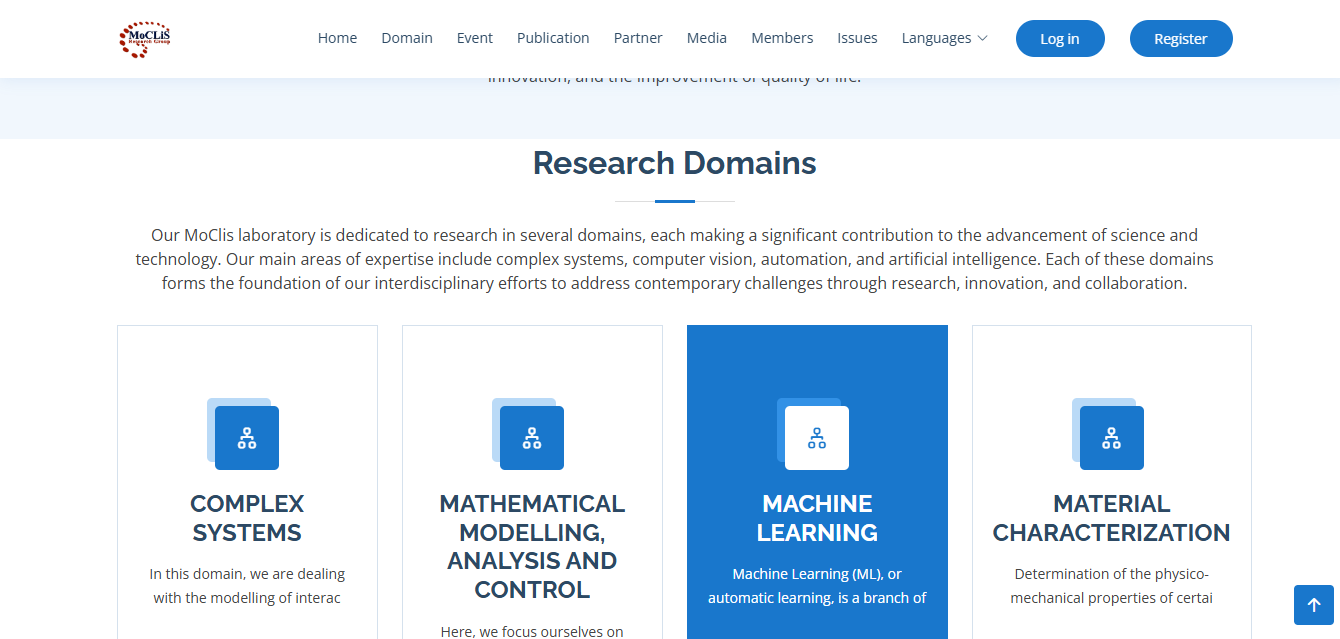 MoCLiS
Research Group
Home Domain Event Publication Partner Media Members Issues Languages Log in Register
innovation, and the improvement of quality of life.
Research Domains
Our MoClis laboratory is dedicated to research in several domains, each making a significant contribution to the advancement of science and
technology. Our main areas of expertise include complex systems, computer vision, automation, and artificial intelligence. Each of these domains
forms the foundation of our interdisciplinary efforts to address contemporary challenges through research, innovation, and collaboration.
COMPLEX
SYSTEMS
In this domain, we are dealing
with the modelling of interac
MATHEMATICAL
MODELLING,
ANALYSIS AND
CONTROL
Here, we focus ourselves on
MACHINE
LEARNING
Machine Learning (ML), or
automatic learning, is a branch of
MATERIAL
CHARACTERIZATION
Determination of the physico-
mechanical properties of certai